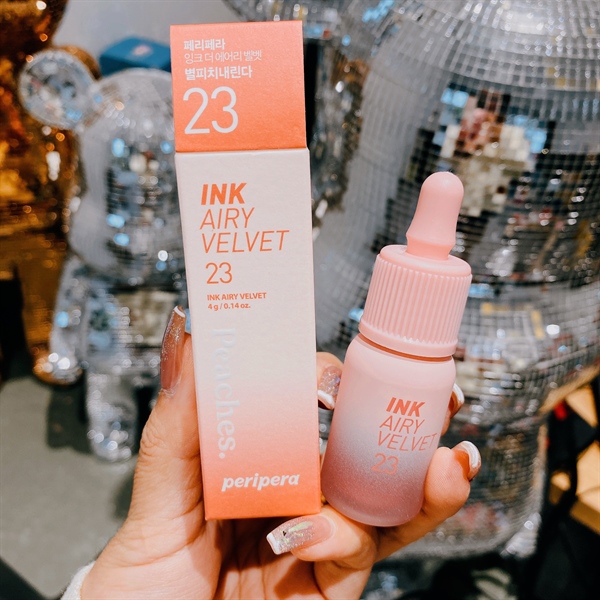 페리페라
잉크 더 에어리 벨벳
별피치내린다
23
INK
AIRY
VELVET
23
INK AIRY VELVET
4g / 0.14 oz.
Peaches.
peripera
INK
AIRY
VELVET
23